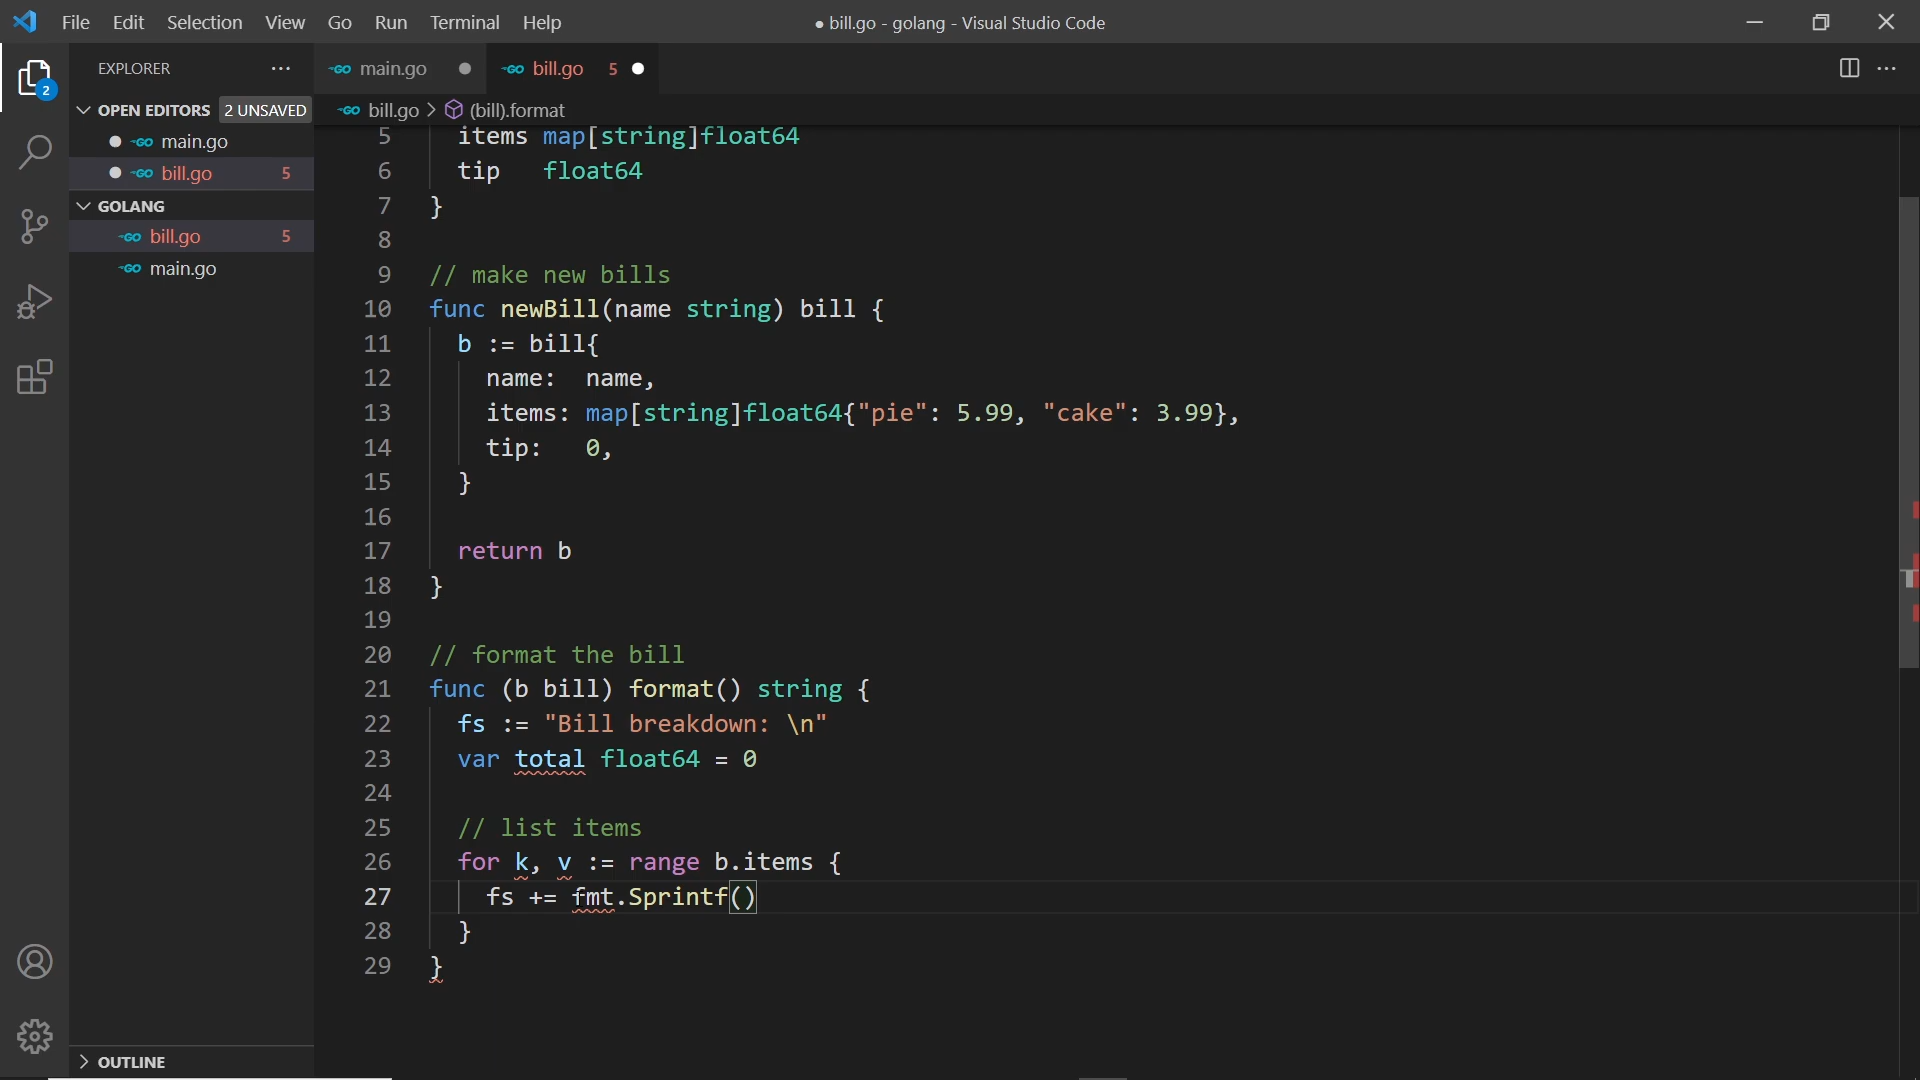 File Edit Selection View Go Run Terminal Help
● bill.go - golang - Visual Studio Code
EXPLORER
main.go
bill.go 5
2
OPEN EDITORS 2 UNSAVED
main.go
bill.go 5
GOLANG
bill.go 5
main.go
OUTLINE
bill.go > (bill).format
5 items map[string]float64
6 tip float64
7 }
8
9 // make new bills
10 func newBill(name string) bill {
11 b := bill{
12 name: name,
13 items: map[string]float64{"pie": 5.99, "cake": 3.99},
14 tip: 0,
15 }
16
17 return b
18 }
19
20 // format the bill
21 func (b bill) format() string {
22 fs := "Bill breakdown: \n"
23 var total float64 = 0
24
25 // list items
26 for k, v := range b.items {
27 fs += fmt.Sprintf()
28 }
29 }